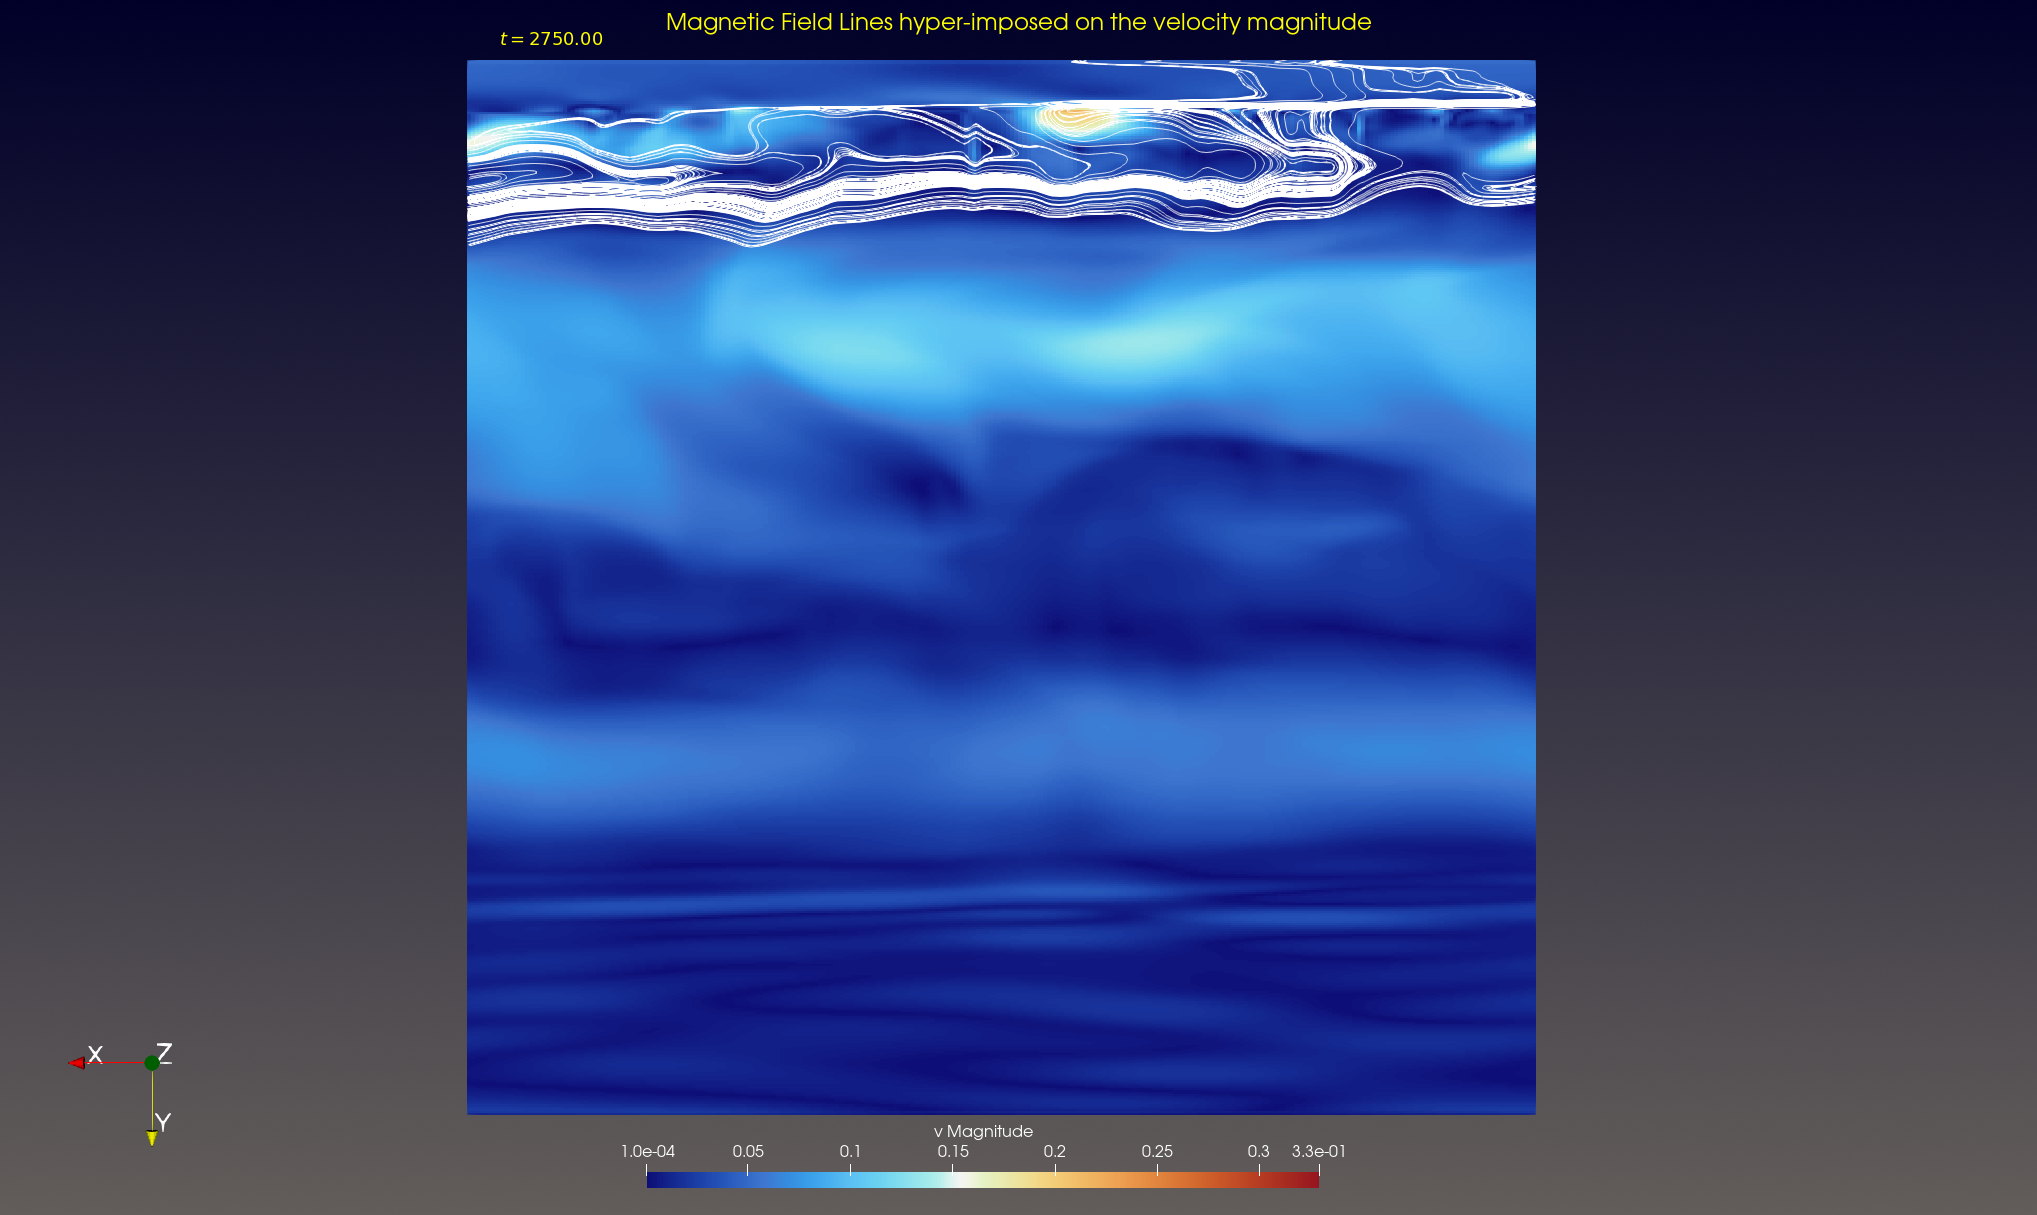 Magnetic Field Lines hyper-imposed on the velocity magnitude
t = 2750.00
X
Z
Y
v Magnitude
1.0e-04 0.05 0.1 0.15 0.2 0.25 0.3 3.3e-01